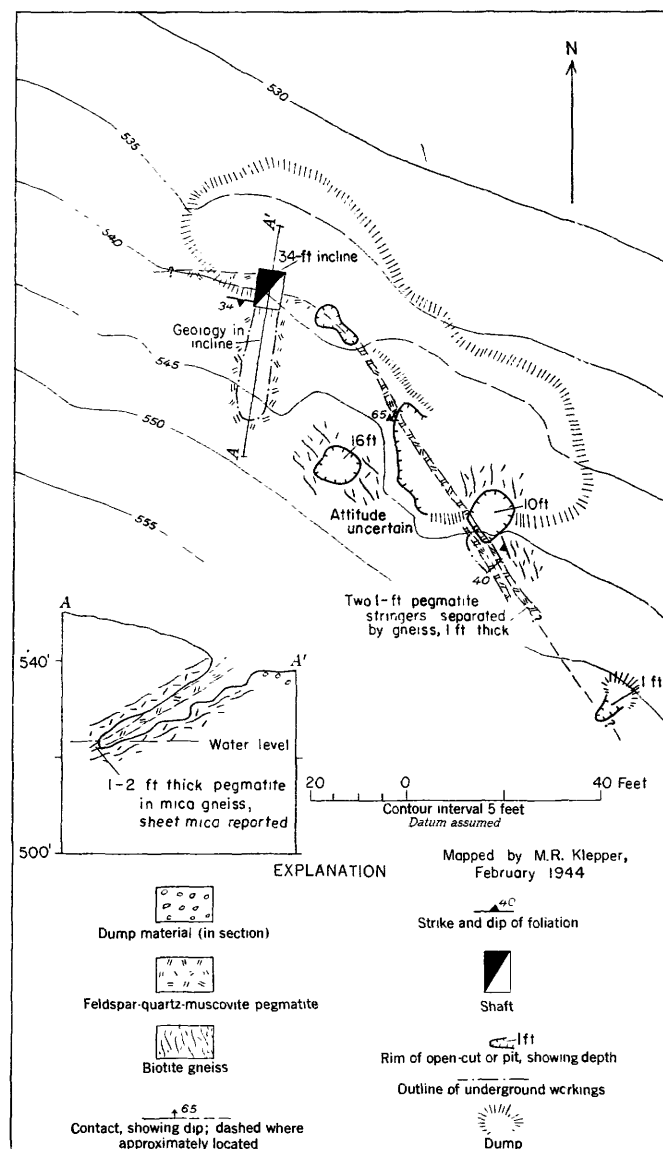 N
530
535
540
A'
34-ft incline
34
Geology in
incline
545
65
550
16ft
10ft
A
Attitude
uncertain
555
40
Two 1-ft pegmatite
stringers separated
by gneiss, 1 ft thick
?
?
1 ft
?
A
A'
540'
Water level
1-2 ft thick pegmatite
in mica gneiss,
sheet mica reported
500'
20 0 40 Feet
Contour interval 5 feet
Datum assumed
Mapped by M.R. Klepper,
February 1944
EXPLANATION
Dump material (in section)
40
Strike and dip of foliation
Feldspar-quartz-muscovite pegmatite
Shaft
Biotite gneiss
1ft
Rim of open-cut or pit, showing depth
Outline of underground workings
65
Contact, showing dip; dashed where
approximately located
Dump